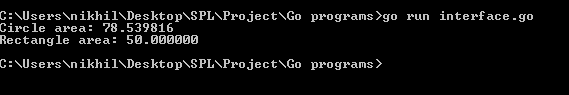 C:\Users\nikhil\Desktop\SPL\Project\Go programs>go run interface.go
Circle area: 78.539816
Rectangle area: 50.000000
C:\Users\nikhil\Desktop\SPL\Project\Go programs>